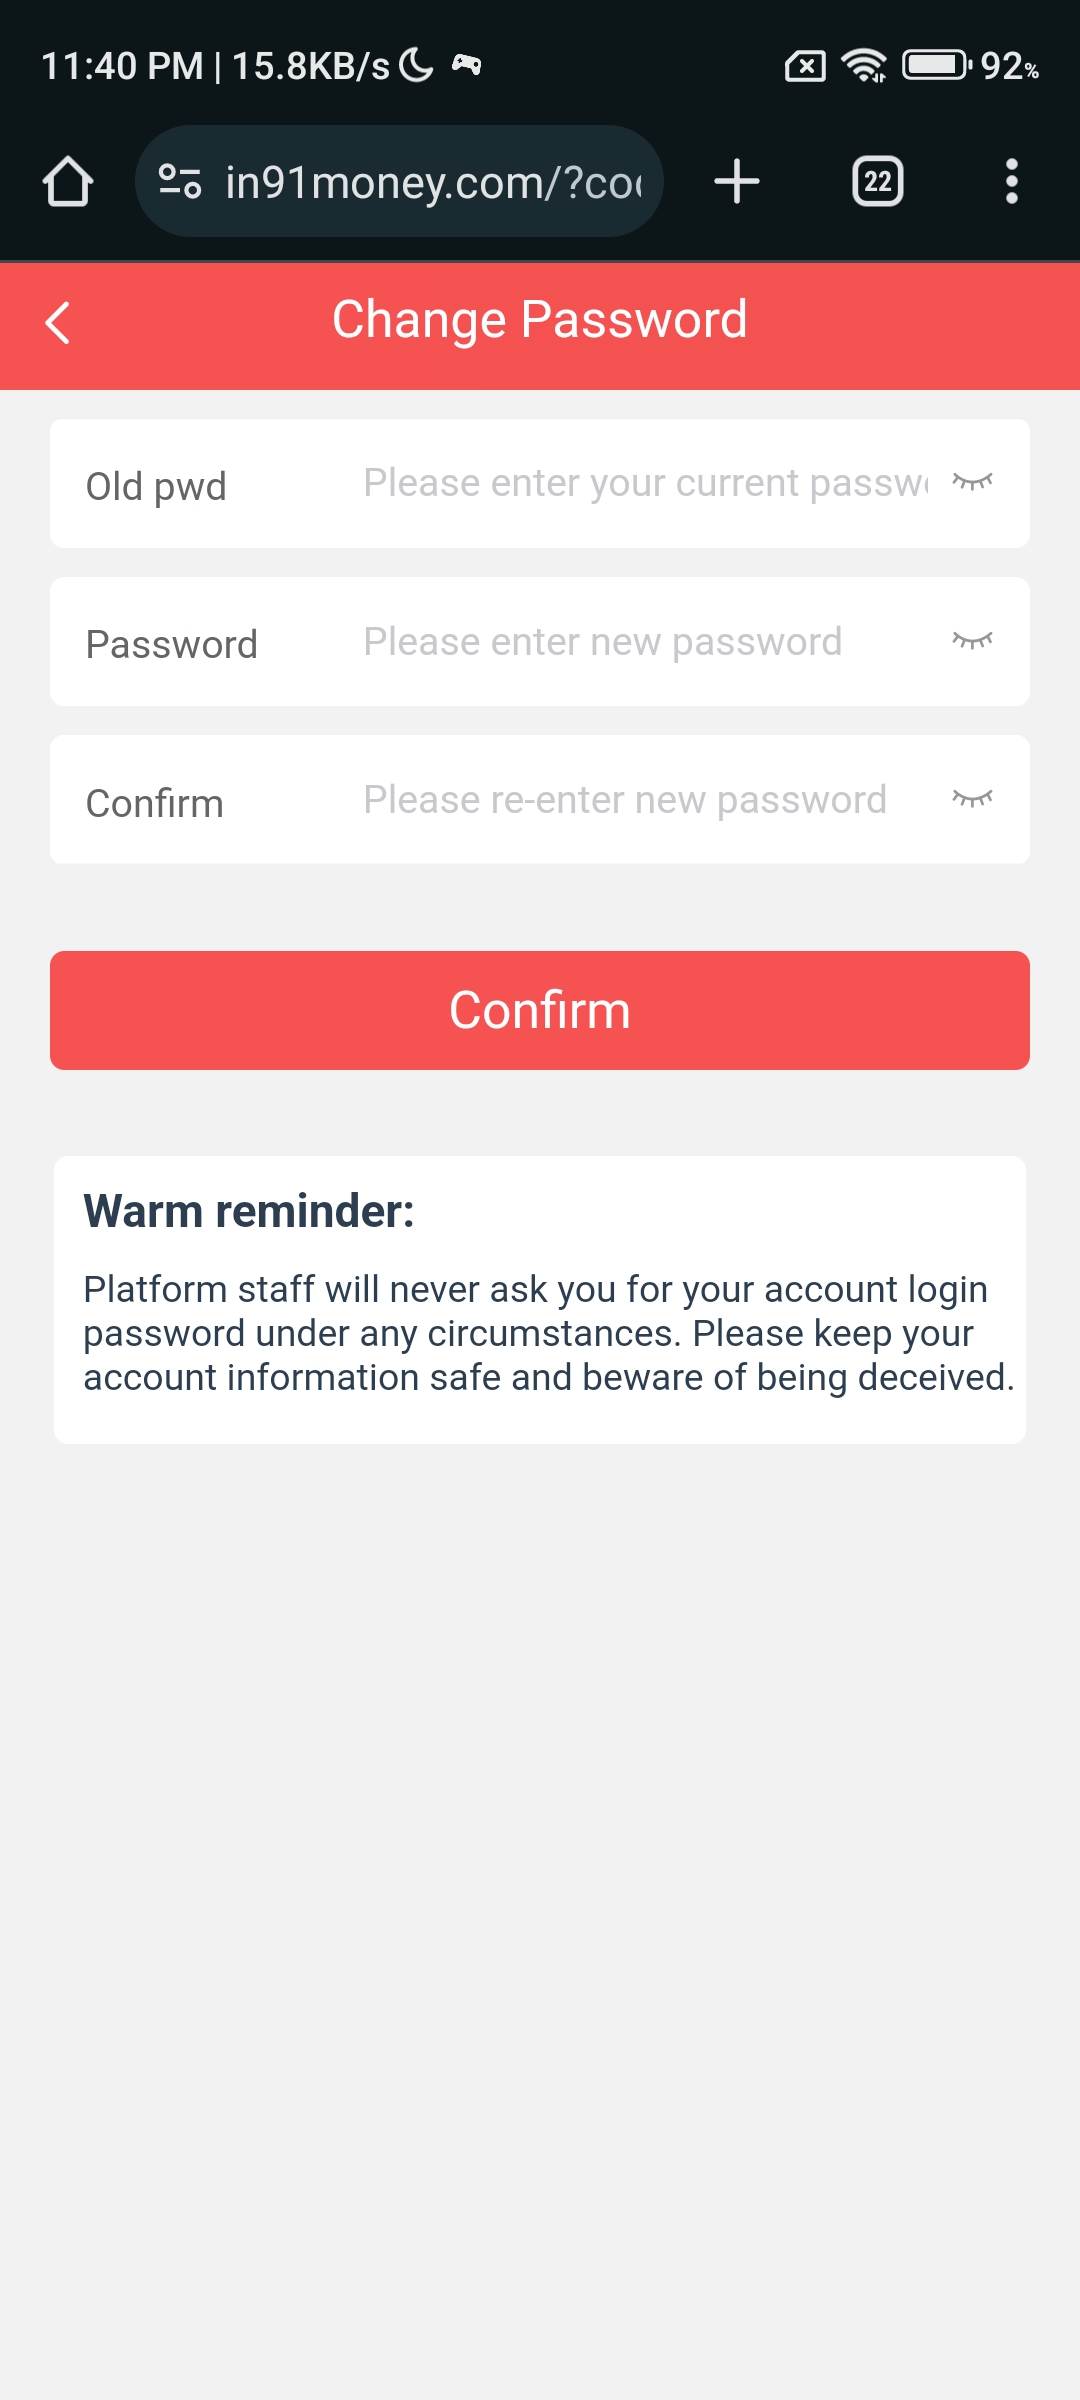 11:40 PM | 15.8KB/s 92%
in91money.com/?co
22
Change Password
Old pwd Please enter your current passw
Password Please enter new password
Confirm Please re-enter new password
Confirm
Warm reminder:
Platform staff will never ask you for your account login
password under any circumstances. Please keep your
account information safe and beware of being deceived.